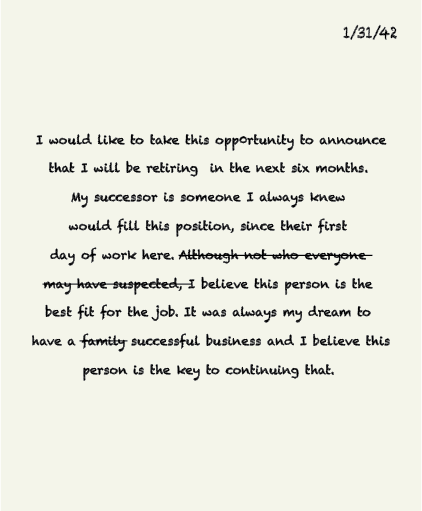 1/31/42
I would like to take this opportunity to announce
that I will be retiring in the next six months.
My successor is someone I always knew
would fill this position, since their first
day of work here. Although not who everyone
may have suspected, I believe this person is the
best fit for the job. It was always my dream to
have a family successful business and I believe this
person is the key to continuing that.